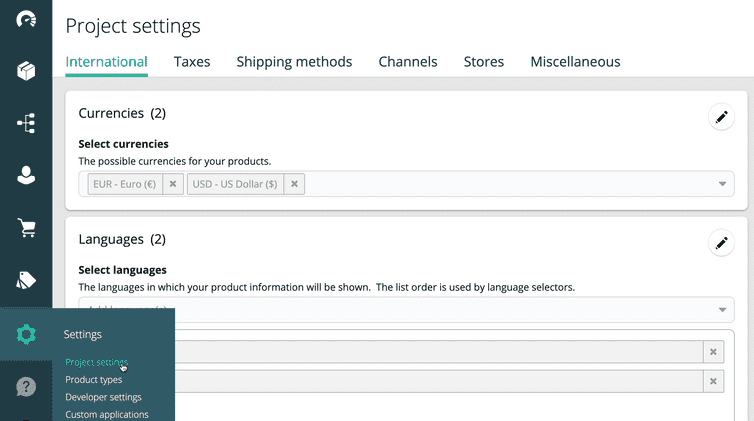 Project settings
International Taxes Shipping methods Channels Stores Miscellaneous
Currencies (2)
Select currencies
The possible currencies for your products.
EUR - Euro (€) USD - US Dollar ($)
Languages (2)
Select languages
The languages in which your product information will be shown. The list order is used by language selectors.
Settings
Project settings
Product types
Developer settings
Custom applications